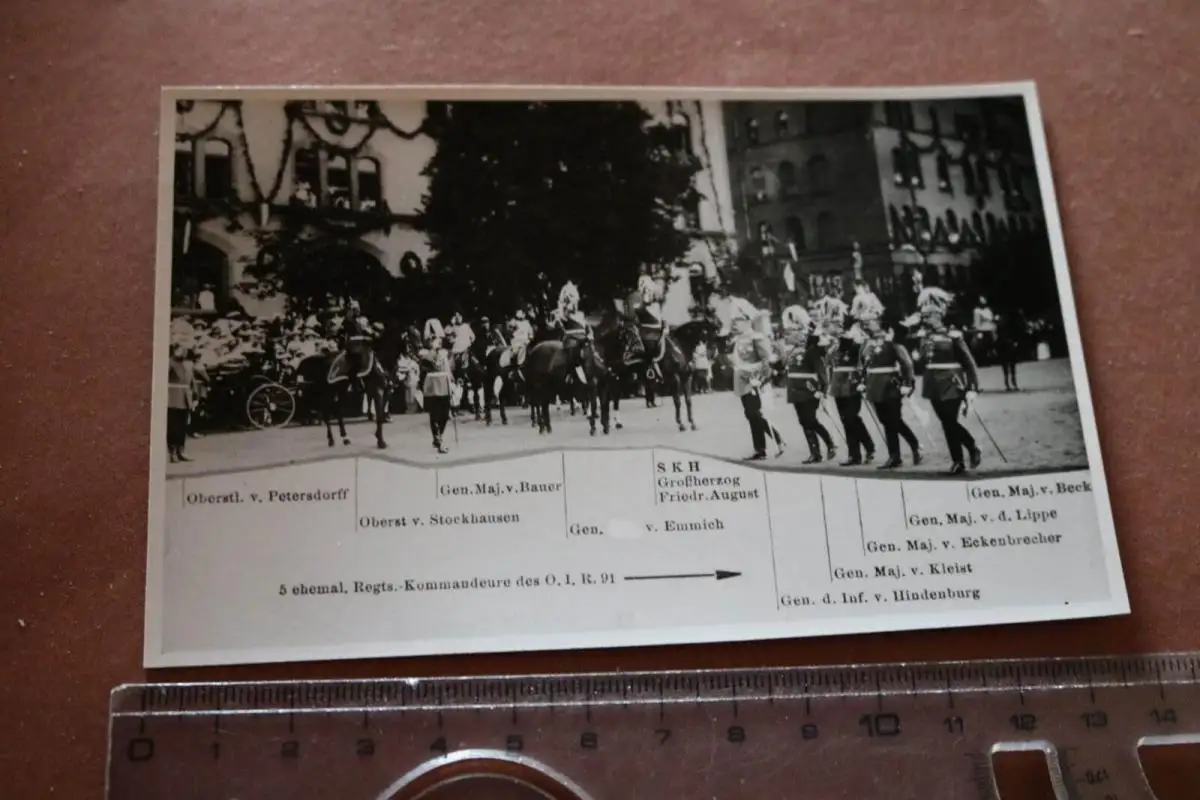 Oberstl. v. Petersdorff
Oberst v. Stockhausen
Gen.Maj.v.Bauer
Gen. v. Emmich
S K H
Großherzog
Friedr.August
Gen. Maj. v. Beck
Gen. Maj. v. d. Lippe
Gen. Maj. v. Eckenbrecher
Gen. Maj. v. Kleist
Gen. d. Inf. v. Hindenburg
5 ehemal. Regts.-Kommandeure des O. I. R. 91
0 1 2 3 4 5 6 7 8 9 10 11 12 13 14